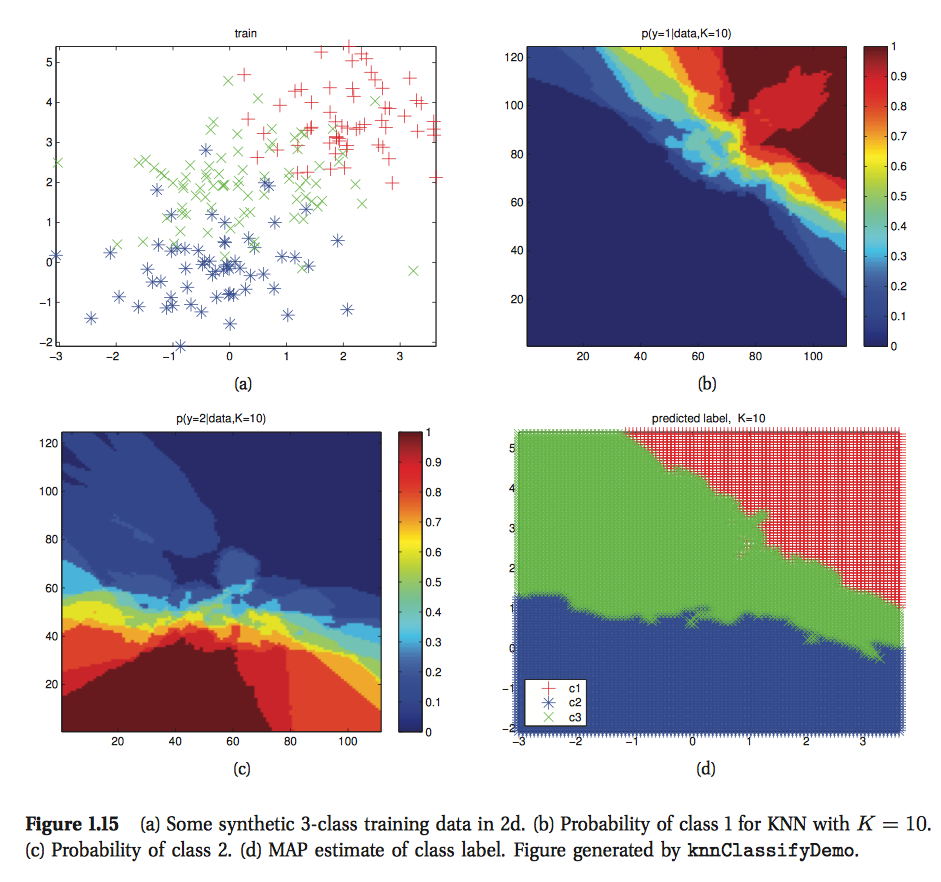 train
5
4
3
2
1
0
−1
−2
−3 −2 −1 0 1 2 3
(a)
p(y=1|data,K=10)
120
100
80
60
40
20
20 40 60 80 100
1
0.9
0.8
0.7
0.6
0.5
0.4
0.3
0.2
0.1
0
(b)
p(y=2|data,K=10)
120
100
80
60
40
20
20 40 60 80 100
1
0.9
0.8
0.7
0.6
0.5
0.4
0.3
0.2
0.1
0
(c)
predicted label, K=10
5
4
3
2
1
0
−1
−2
−3 −2 −1 0 1 2 3
c1
c2
c3
(d)
Figure 1.15 (a) Some synthetic 3-class training data in 2d. (b) Probability of class 1 for KNN with K = 10.
(c) Probability of class 2. (d) MAP estimate of class label. Figure generated by knnClassifyDemo.